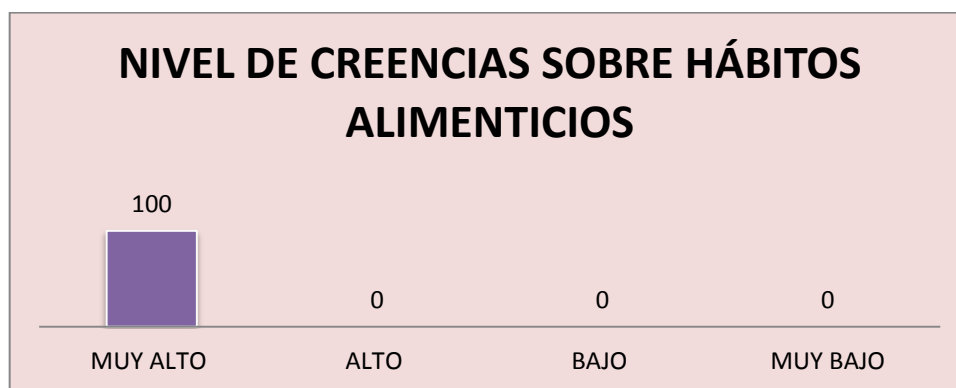 NIVEL DE CREENCIAS SOBRE HÁBITOS
ALIMENTICIOS
100
0
0
0
MUY ALTO
ALTO
BAJO
MUY BAJO